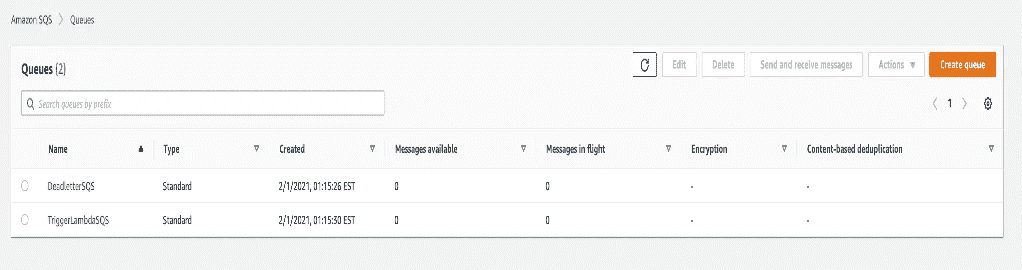 Amazon SQS > Queues
Queues (2)
Edit Delete Send and receive messages Actions ▼ Create queue
Search queues by prefix
< 1 >
Name ▲ Type ▽ Created ▽ Messages available ▽ Messages in flight ▽ Encryption ▽ Content-based deduplication ▽
DeadletterSQS Standard 2/1/2021, 01:15:26 EST 0 0 - -
TriggerLambdaSQS Standard 2/1/2021, 01:15:30 EST 0 0 - -